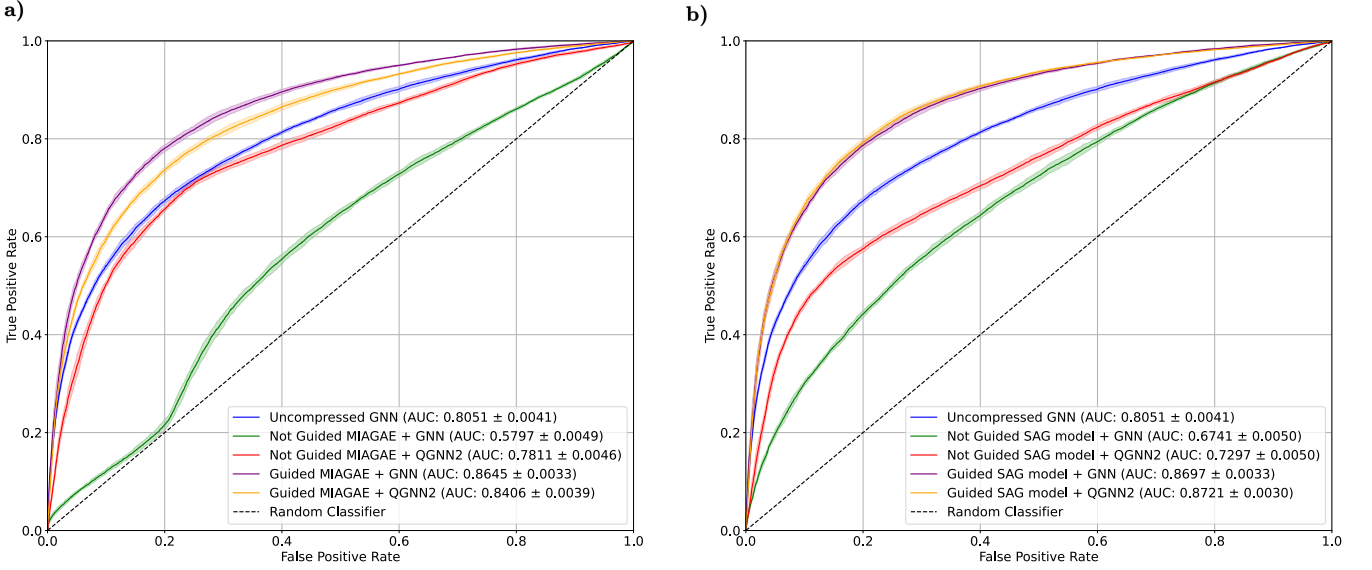 a)
1.0
0.8
0.6
0.4
0.2
0.0
True Positive Rate
0.0
0.2
0.4
0.6
0.8
1.0
False Positive Rate
Uncompressed GNN (AUC: 0.8051 ± 0.0041)
Not Guided MIAGAE + GNN (AUC: 0.5797 ± 0.0049)
Not Guided MIAGAE + QGNN2 (AUC: 0.7811 ± 0.0046)
Guided MIAGAE + GNN (AUC: 0.8645 ± 0.0033)
Guided MIAGAE + QGNN2 (AUC: 0.8406 ± 0.0039)
Random Classifier
b)
1.0
0.8
0.6
0.4
0.2
0.0
True Positive Rate
0.0
0.2
0.4
0.6
0.8
1.0
False Positive Rate
Uncompressed GNN (AUC: 0.8051 ± 0.0041)
Not Guided SAG model + GNN (AUC: 0.6741 ± 0.0050)
Not Guided SAG model + QGNN2 (AUC: 0.7297 ± 0.0050)
Guided SAG model + GNN (AUC: 0.8697 ± 0.0033)
Guided SAG model + QGNN2 (AUC: 0.8721 ± 0.0030)
Random Classifier